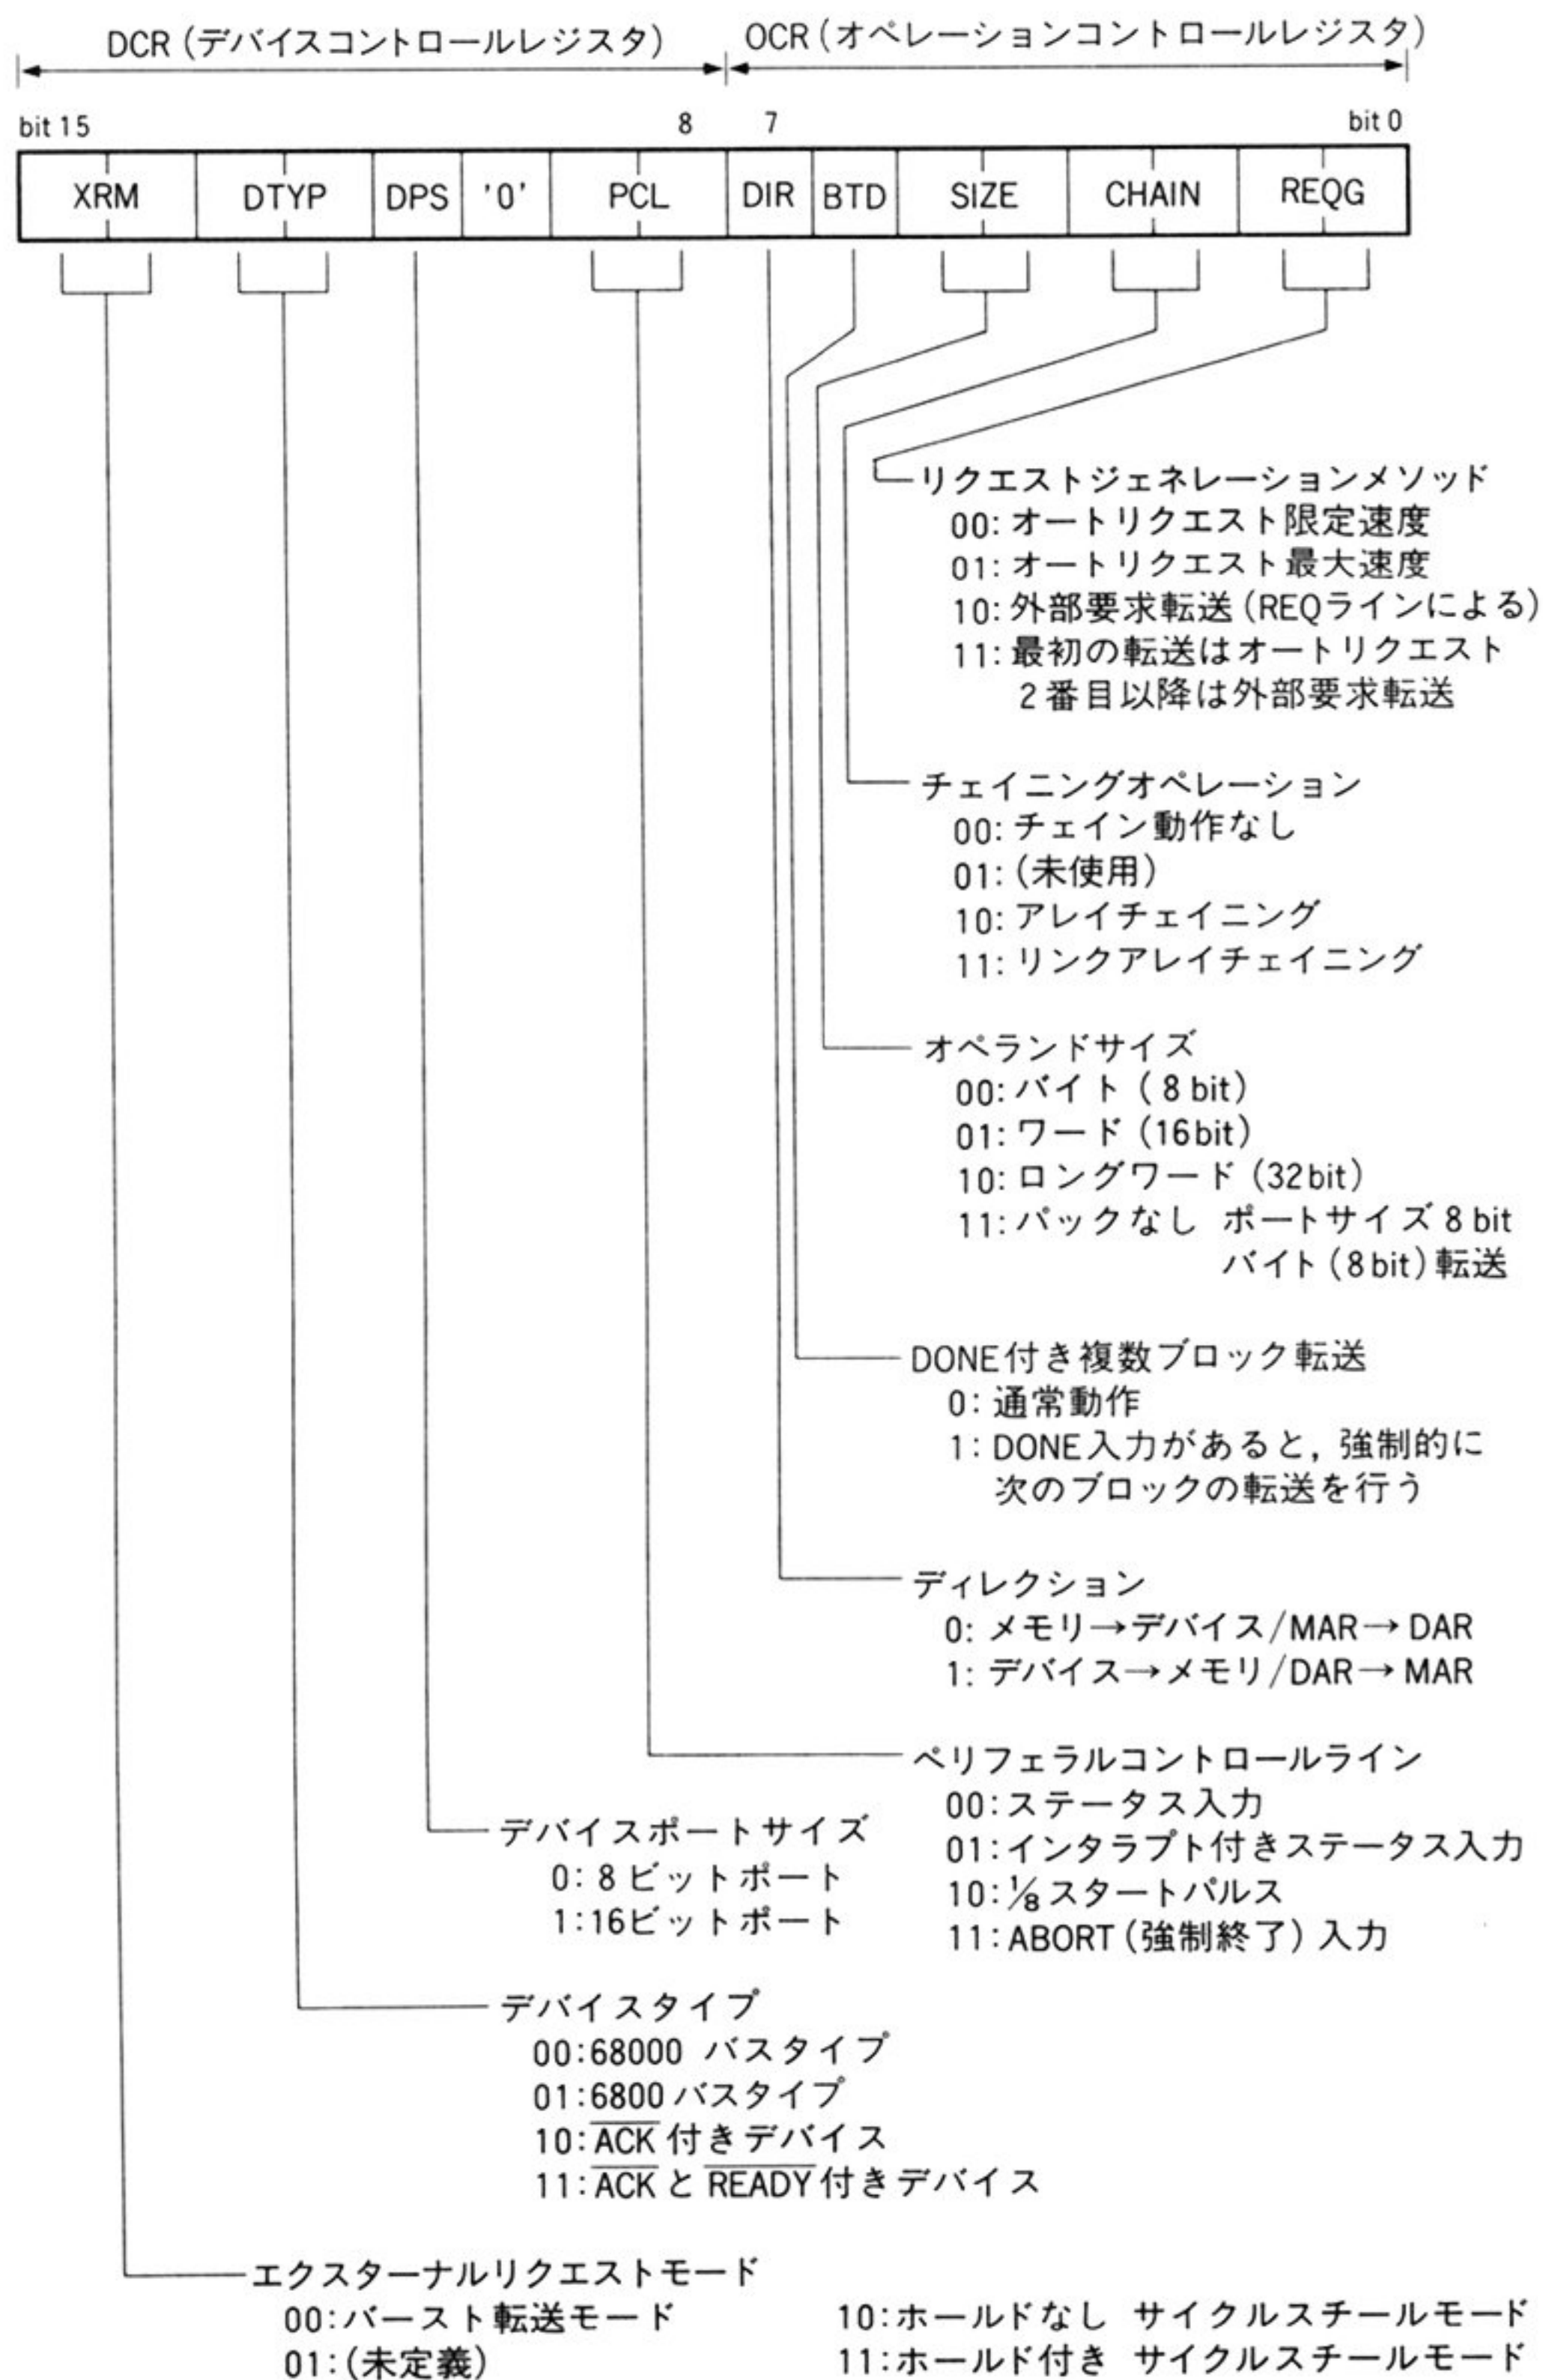 DCR (デバイスコントロールレジスタ) OCR (オペレーションコントロールレジスタ)
bit 15 8 7 bit 0
XRM DTYP DPS '0' PCL DIR BTD SIZE CHAIN REQG
リクエストジェネレーションメソッド
00: オートリクエスト限定速度
01: オートリクエスト最大速度
10: 外部要求転送 (REQラインによる)
11: 最初の転送はオートリクエスト
2番目以降は外部要求転送
チェイニングオペレーション
00: チェイン動作なし
01: (未使用)
10: アレイチェイニング
11: リンクアレイチェイニング
オペランドサイズ
00: バイト (8 bit)
01: ワード (16bit)
10: ロングワード (32bit)
11: パックなし ポートサイズ 8 bit
バイト (8bit) 転送
DONE付き複数ブロック転送
0: 通常動作
1: DONE入力があると, 強制的に
次のブロックの転送を行う
ディレクション
0: メモリ→デバイス/MAR→DAR
1: デバイス→メモリ/DAR→MAR
ペリフェラルコントロールライン
00: ステータス入力
01: インタラプト付きステータス入力
10: ⅛スタートパルス
11: ABORT (強制終了) 入力
デバイスポートサイズ
0: 8 ビットポート
1: 16ビットポート
デバイスタイプ
00: 68000 バスタイプ
01: 6800 バスタイプ
10: A̅C̅K̅ 付きデバイス
11: A̅C̅K̅ と R̅E̅A̅D̅Y̅ 付きデバイス
エクスターナルリクエストモード
00: バースト転送モード 10: ホールドなし サイクルスチールモード
01: (未定義) 11: ホールド付き サイクルスチールモード